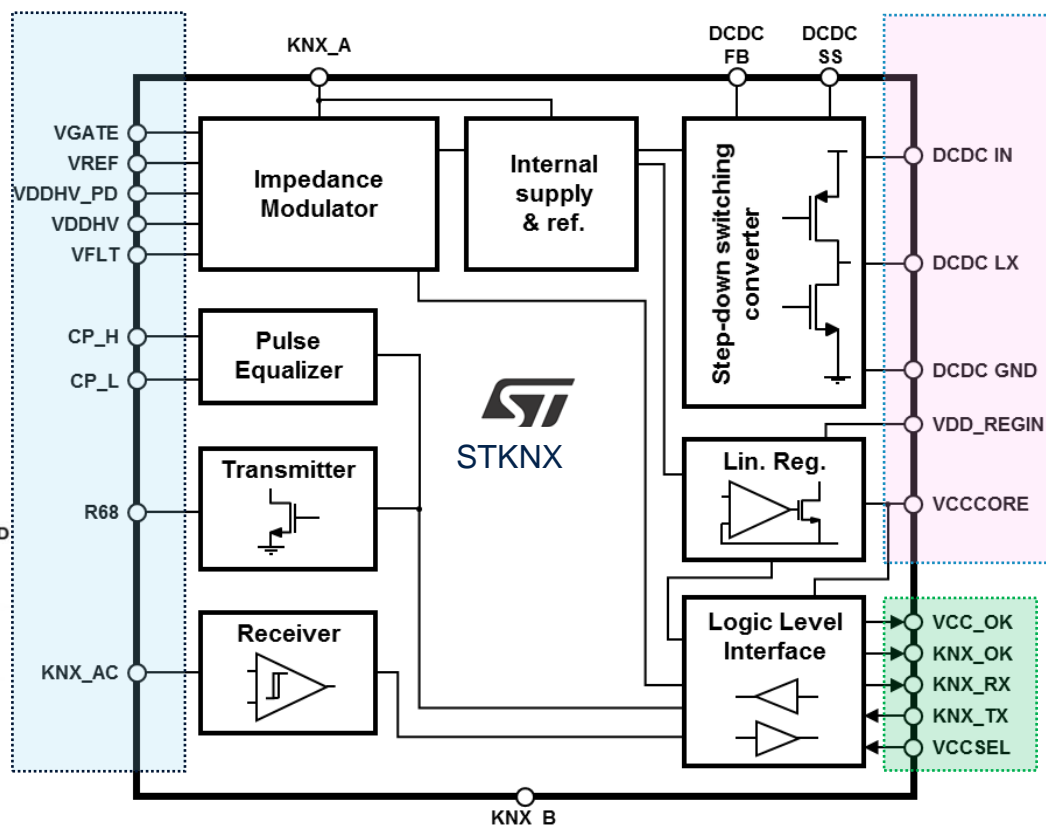 KNX_A
DCDC
FB
DCDC
SS
VGATE
VREF
VDDHV_PD
VDDHV
VFLT
CP_H
CP_L
R68
D
KNX_AC
Impedance
Modulator
Internal
supply
& ref.
Step-down switching
converter
Pulse
Equalizer
ST
STKNX
Transmitter
Receiver
Lin. Reg.
Logic Level
Interface
DCDC IN
DCDC LX
DCDC GND
VDD_REGIN
VCCCORE
VCC_OK
KNX_OK
KNX_RX
KNX_TX
VCCSEL
KNX_B